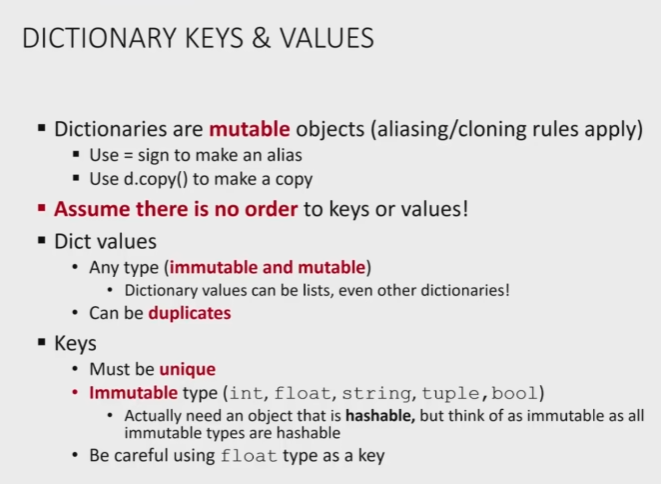 DICTIONARY KEYS & VALUES
▪ Dictionaries are mutable objects (aliasing/cloning rules apply)
▪ Use = sign to make an alias
▪ Use d.copy() to make a copy
▪ Assume there is no order to keys or values!
▪ Dict values
• Any type (immutable and mutable)
• Dictionary values can be lists, even other dictionaries!
• Can be duplicates
▪ Keys
• Must be unique
• Immutable type (int, float, string, tuple, bool)
• Actually need an object that is hashable, but think of as immutable as all
immutable types are hashable
• Be careful using float type as a key